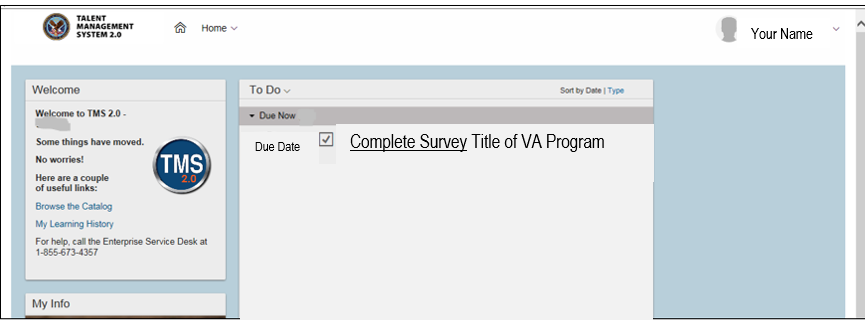 TALENT
MANAGEMENT
SYSTEM 2.0
Home
Your Name
Welcome
Welcome to TMS 2.0 -
Some things have moved.
No worries!
Here are a couple
of useful links:
TMS
2.0
Browse the Catalog
My Learning History
For help, call the Enterprise Service Desk at
1-855-673-4357
My Info
To Do
Sort by Date | Type
Due Now
Due Date
Complete Survey Title of VA Program